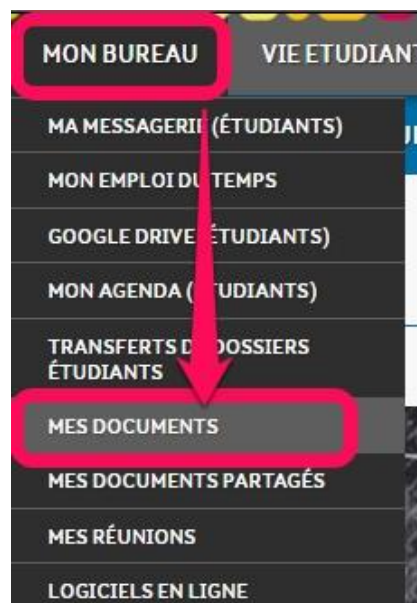 MON BUREAU VIE ETUDIAN
MA MESSAGERIE (ÉTUDIANTS)
MON EMPLOI DU TEMPS
GOOGLE DRIVE (ÉTUDIANTS)
MON AGENDA (ÉTUDIANTS)
TRANSFERTS DE DOSSIERS
ÉTUDIANTS
MES DOCUMENTS
MES DOCUMENTS PARTAGÉS
MES RÉUNIONS
LOGICIELS EN LIGNE